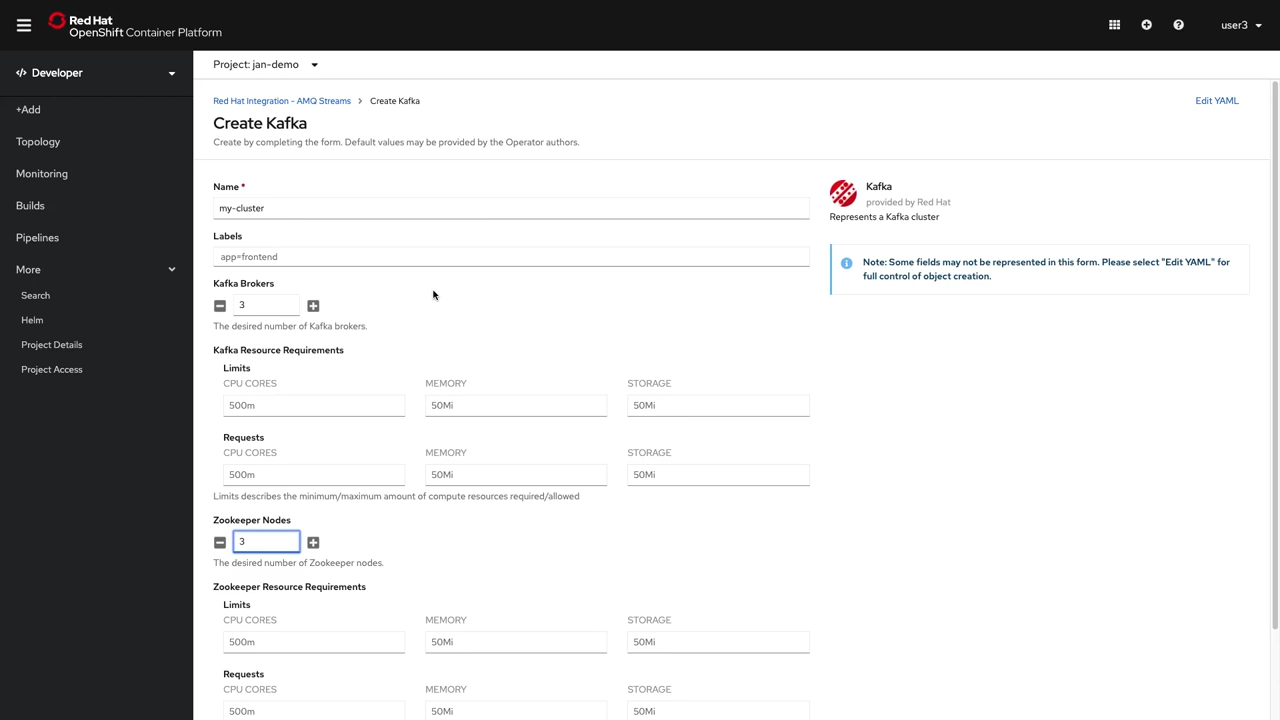 Red Hat
OpenShift Container Platform
user3
</> Developer
+Add
Topology
Monitoring
Builds
Pipelines
More
Search
Helm
Project Details
Project Access
Project: jan-demo
Red Hat Integration - AMQ Streams > Create Kafka
Edit YAML
Create Kafka
Create by completing the form. Default values may be provided by the Operator authors.
Name *
my-cluster
Labels
app=frontend
Kafka Brokers
3
The desired number of Kafka brokers.
Kafka Resource Requirements
Limits
CPU CORES MEMORY STORAGE
500m 50Mi 50Mi
Requests
CPU CORES MEMORY STORAGE
500m 50Mi 50Mi
Limits describes the minimum/maximum amount of compute resources required/allowed
Zookeeper Nodes
3
The desired number of Zookeeper nodes.
Zookeeper Resource Requirements
Limits
CPU CORES MEMORY STORAGE
500m 50Mi 50Mi
Requests
CPU CORES MEMORY STORAGE
500m 50Mi 50Mi
Kafka
provided by Red Hat
Represents a Kafka cluster
Note: Some fields may not be represented in this form. Please select "Edit YAML" for
full control of object creation.